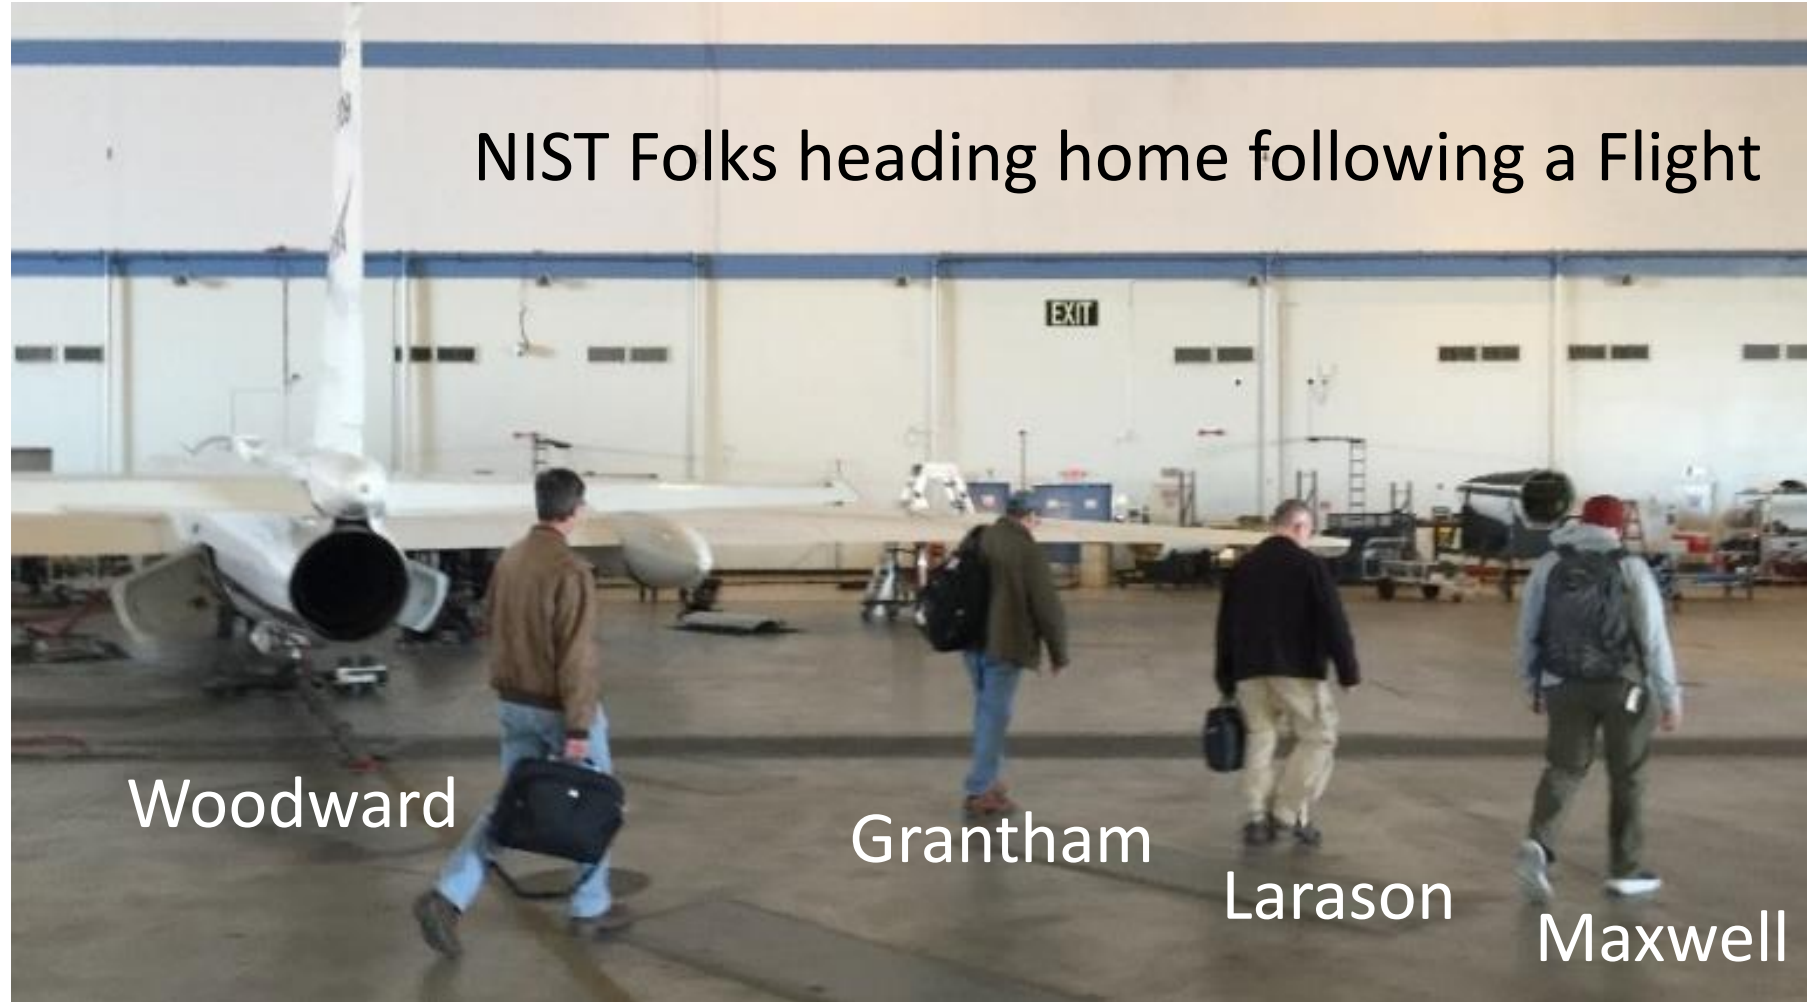 NIST Folks heading home following a Flight
EXIT
Woodward
Grantham
Larason
Maxwell